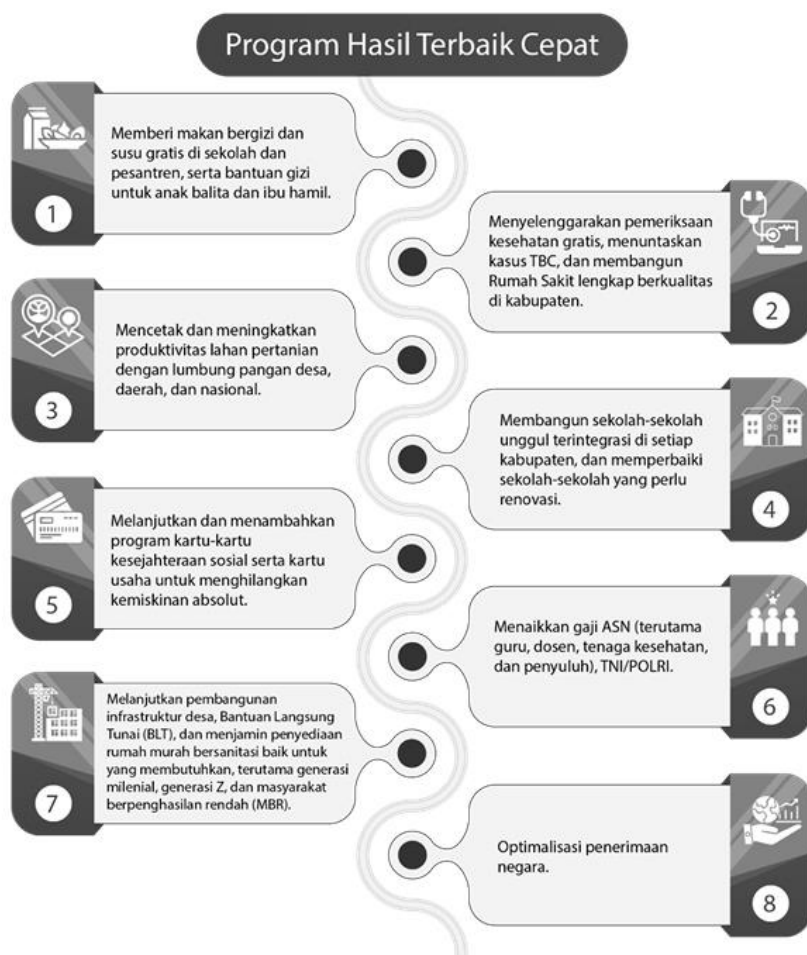 Program Hasil Terbaik Cepat
Memberi makan bergizi dan
susu gratis di sekolah dan
pesantren, serta bantuan gizi
untuk anak balita dan ibu hamil.
1
Menyelenggarakan pemeriksaan
kesehatan gratis, menuntaskan
kasus TBC, dan membangun
Rumah Sakit lengkap berkualitas
di kabupaten.
2
Mencetak dan meningkatkan
produktivitas lahan pertanian
dengan lumbung pangan desa,
daerah, dan nasional.
3
Membangun sekolah-sekolah
unggul terintegrasi di setiap
kabupaten, dan memperbaiki
sekolah-sekolah yang perlu
renovasi.
4
Melanjutkan dan menambahkan
program kartu-kartu
kesejahteraan sosial serta kartu
usaha untuk menghilangkan
kemiskinan absolut.
5
Menaikkan gaji ASN (terutama
guru, dosen, tenaga kesehatan,
dan penyuluh), TNI/POLRI.
6
Melanjutkan pembangunan
infrastruktur desa, Bantuan Langsung
Tunai (BLT), dan menjamin penyediaan
rumah murah bersanitasi baik untuk
yang membutuhkan, terutama generasi
milenial, generasi Z, dan masyarakat
berpenghasilan rendah (MBR).
7
Optimalisasi penerimaan
negara.
8